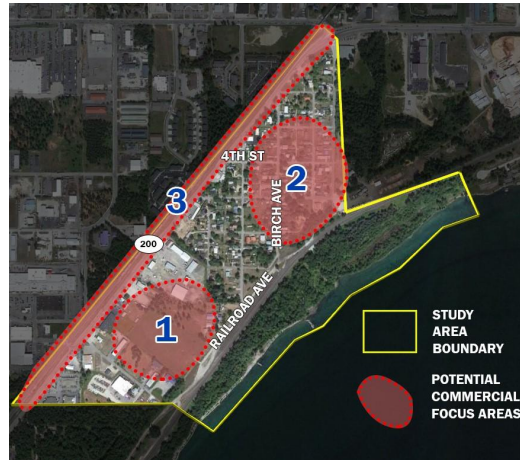 4TH ST
2
3
BIRCH AVE
200
RAILROAD AVE
1
STUDY
AREA
BOUNDARY
POTENTIAL
COMMERCIAL
FOCUS AREAS